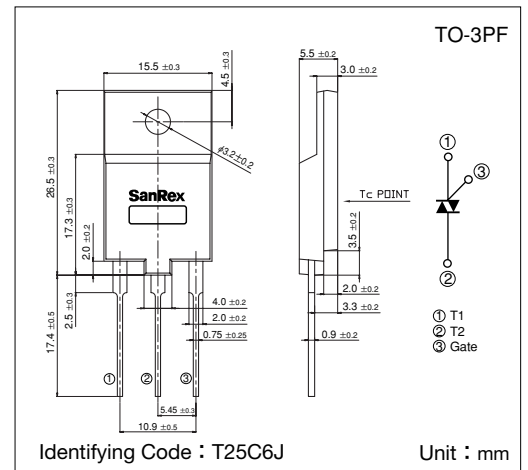 TO-3PF
15.5 ±0.3
4.5 ±0.3
5.5 ±0.2
3.0 ±0.2
φ3.2±0.2
26.5 ±0.3
17.3 ±0.3
2.0 ±0.2
SanRex
Tc POINT
3.5 ±0.2
2.0 ±0.2
3.3 ±0.2
0.9 ±0.2
17.4 ±0.5
2.5 ±0.3
4.0 ±0.2
2.0 ±0.2
0.75 ±0.25
① ② ③
5.45 ±0.3
10.9 ±0.5
①
③
②
① T1
② T2
③ Gate
Identifying Code：T25C6J
Unit：mm